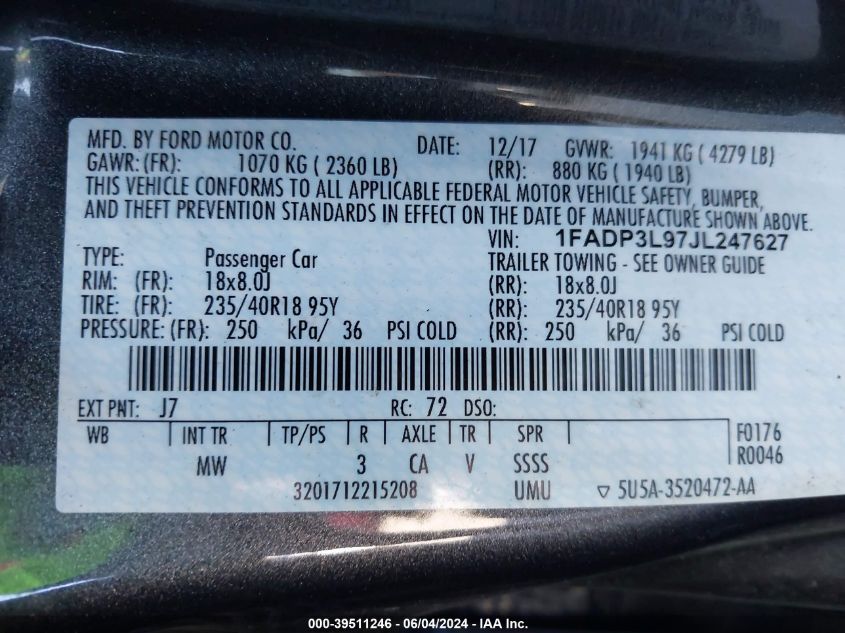 MFD. BY FORD MOTOR CO. DATE: 12/17 GVWR: 1941 KG ( 4279 LB)
GAWR: (FR): 1070 KG ( 2360 LB) (RR): 880 KG ( 1940 LB)
THIS VEHICLE CONFORMS TO ALL APPLICABLE FEDERAL MOTOR VEHICLE SAFETY, BUMPER,
AND THEFT PREVENTION STANDARDS IN EFFECT ON THE DATE OF MANUFACTURE SHOWN ABOVE.
VIN: 1FADP3L97JL247627
TYPE: Passenger Car TRAILER TOWING - SEE OWNER GUIDE
RIM: (FR): 18x8.0J (RR): 18x8.0J
TIRE: (FR): 235/40R18 95Y (RR): 235/40R18 95Y
PRESSURE: (FR): 250 kPa/ 36 PSI COLD (RR): 250 kPa/ 36 PSI COLD
EXT PNT: J7 RC: 72 DSO:
WB INT TR TP/PS R AXLE TR SPR F0176
MW 3 CA V SSSS R0046
3201712215208 UMU ▽ 5U5A-3520472-AA
000-39511246 - 06/04/2024 - IAA Inc.